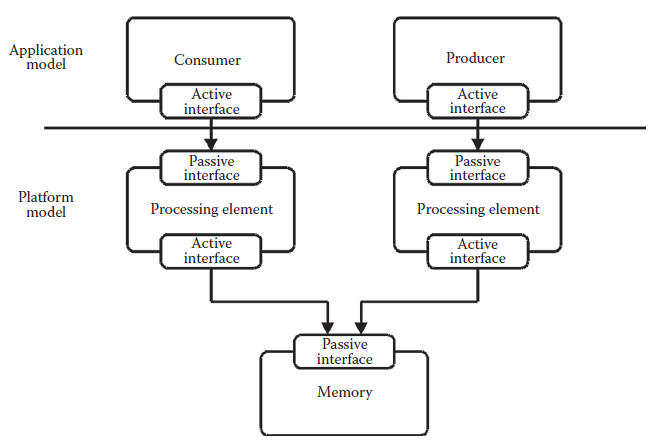 Application
model
Consumer
Active
interface
Producer
Active
interface
Platform
model
Passive
interface
Processing element
Active
interface
Passive
interface
Processing element
Active
interface
Passive
interface
Memory